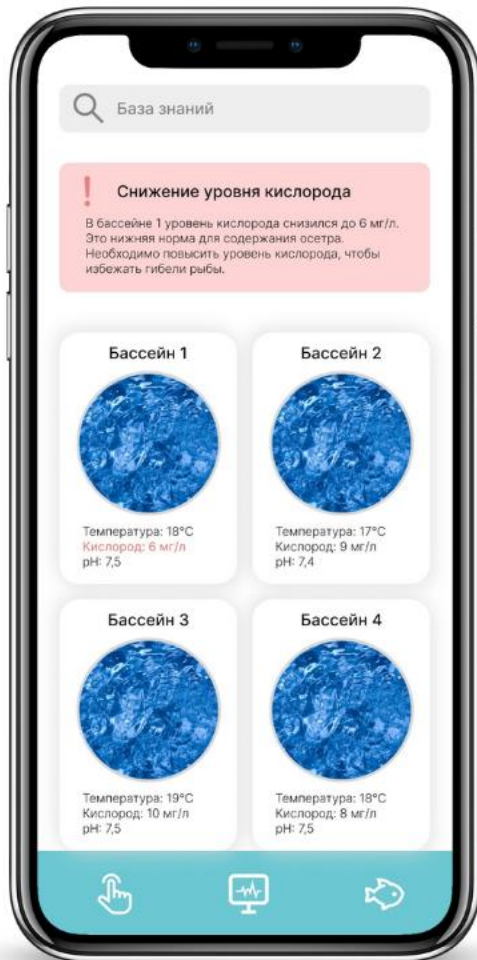 База знаний
Снижение уровня кислорода
В бассейне 1 уровень кислорода снизился до 6 мг/л.
Это нижняя норма для содержания осетра.
Необходимо повысить уровень кислорода, чтобы
избежать гибели рыбы.
Бассейн 1
Температура: 18°C
Кислород: 6 мг/л
pH: 7,5
Бассейн 2
Температура: 17°C
Кислород: 9 мг/л
pH: 7,4
Бассейн 3
Температура: 19°C
Кислород: 10 мг/л
pH: 7,5
Бассейн 4
Температура: 18°C
Кислород: 8 мг/л
pH: 7,5